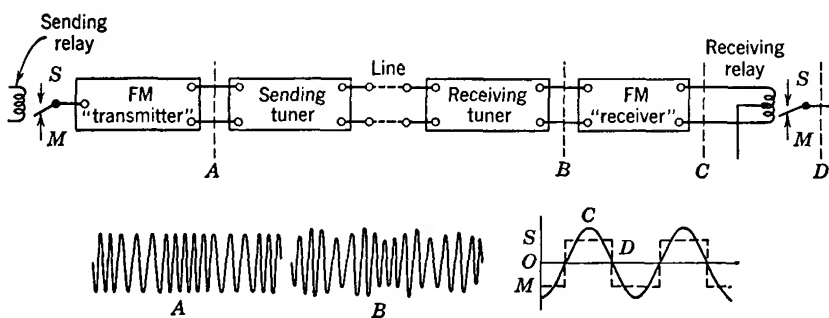 Sending
relay
S
M
FM
"transmitter"
A
Sending
tuner
Line
Receiving
tuner
B
FM
"receiver"
C
Receiving
relay
S
M
D
A
B
S
O
M
C
D